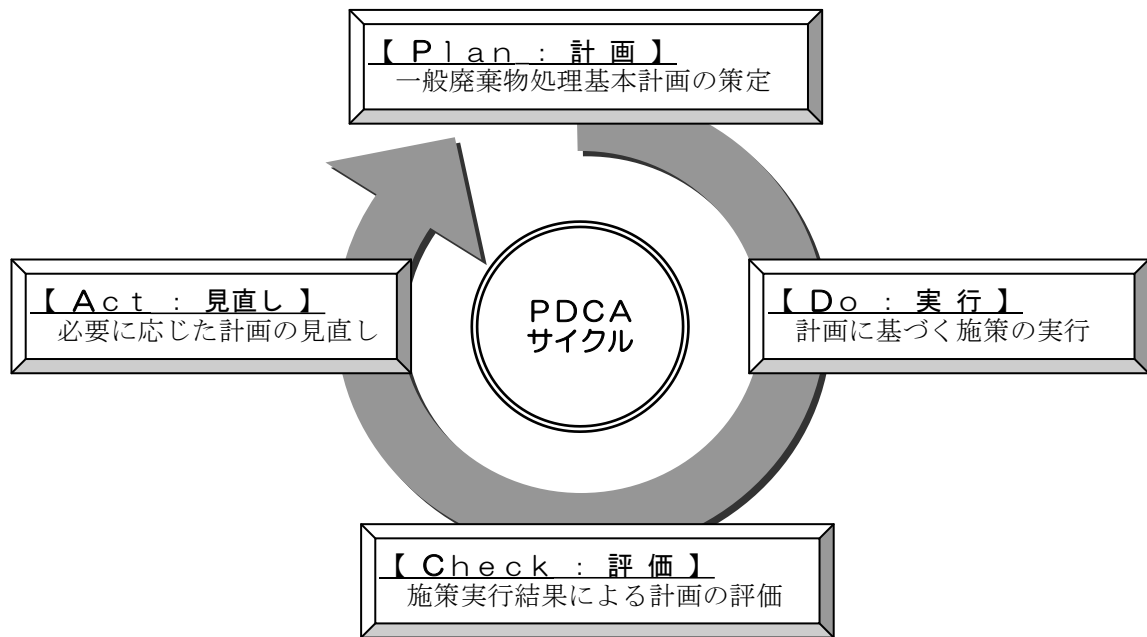 【 Plan : 計 画 】
一般廃棄物処理基本計画の策定
【 Act : 見直し 】
必要に応じた計画の見直し
PDCA
サイクル
【 Do : 実 行 】
計画に基づく施策の実行
【 Check : 評 価 】
施策実行結果による計画の評価